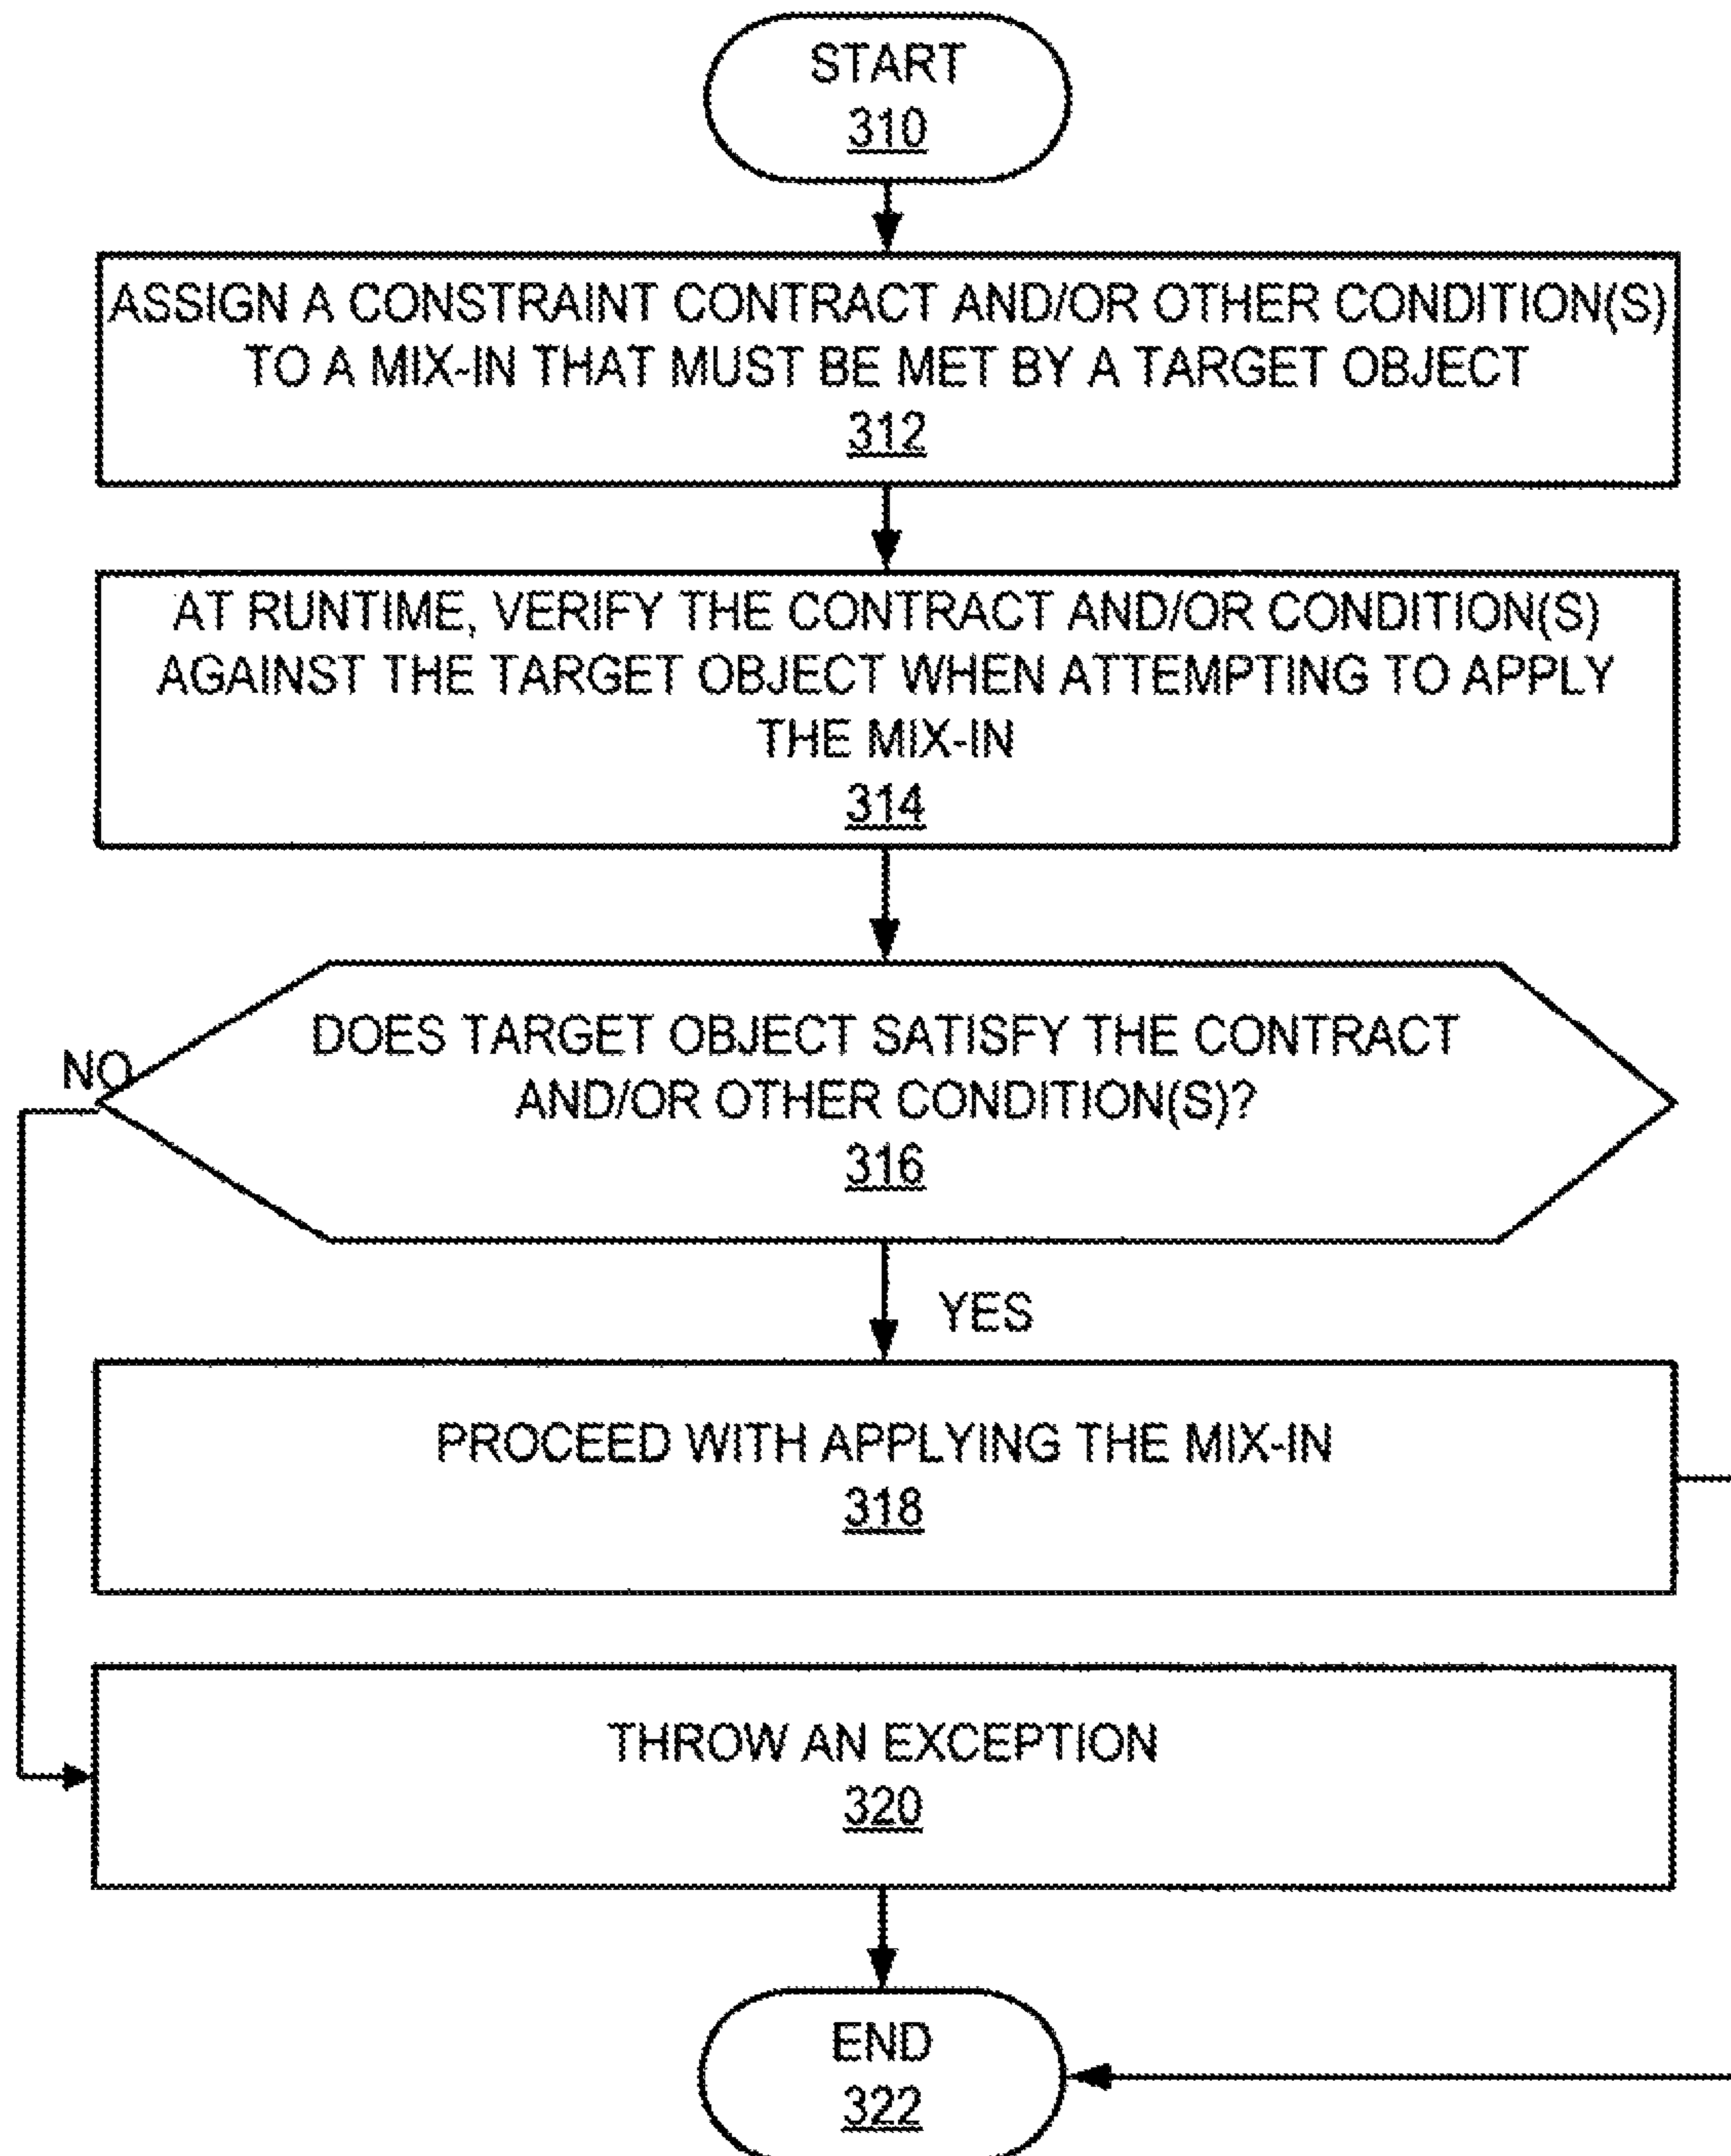 START
310
ASSIGN A CONSTRAINT CONTRACT AND/OR OTHER CONDITION(S)
TO A MIX-IN THAT MUST BE MET BY A TARGET OBJECT
312
AT RUNTIME, VERIFY THE CONTRACT AND/OR CONDITION(S)
AGAINST THE TARGET OBJECT WHEN ATTEMPTING TO APPLY
THE MIX-IN
314
DOES TARGET OBJECT SATISFY THE CONTRACT
AND/OR OTHER CONDITION(S)?
316
NO
YES
PROCEED WITH APPLYING THE MIX-IN
318
THROW AN EXCEPTION
320
END
322